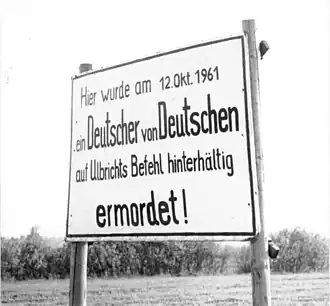 Hier wurde am 12. Okt. 1961
ein Deutscher von Deutschen
auf Ulbrichts Befehl hinterhältig
ermordet!